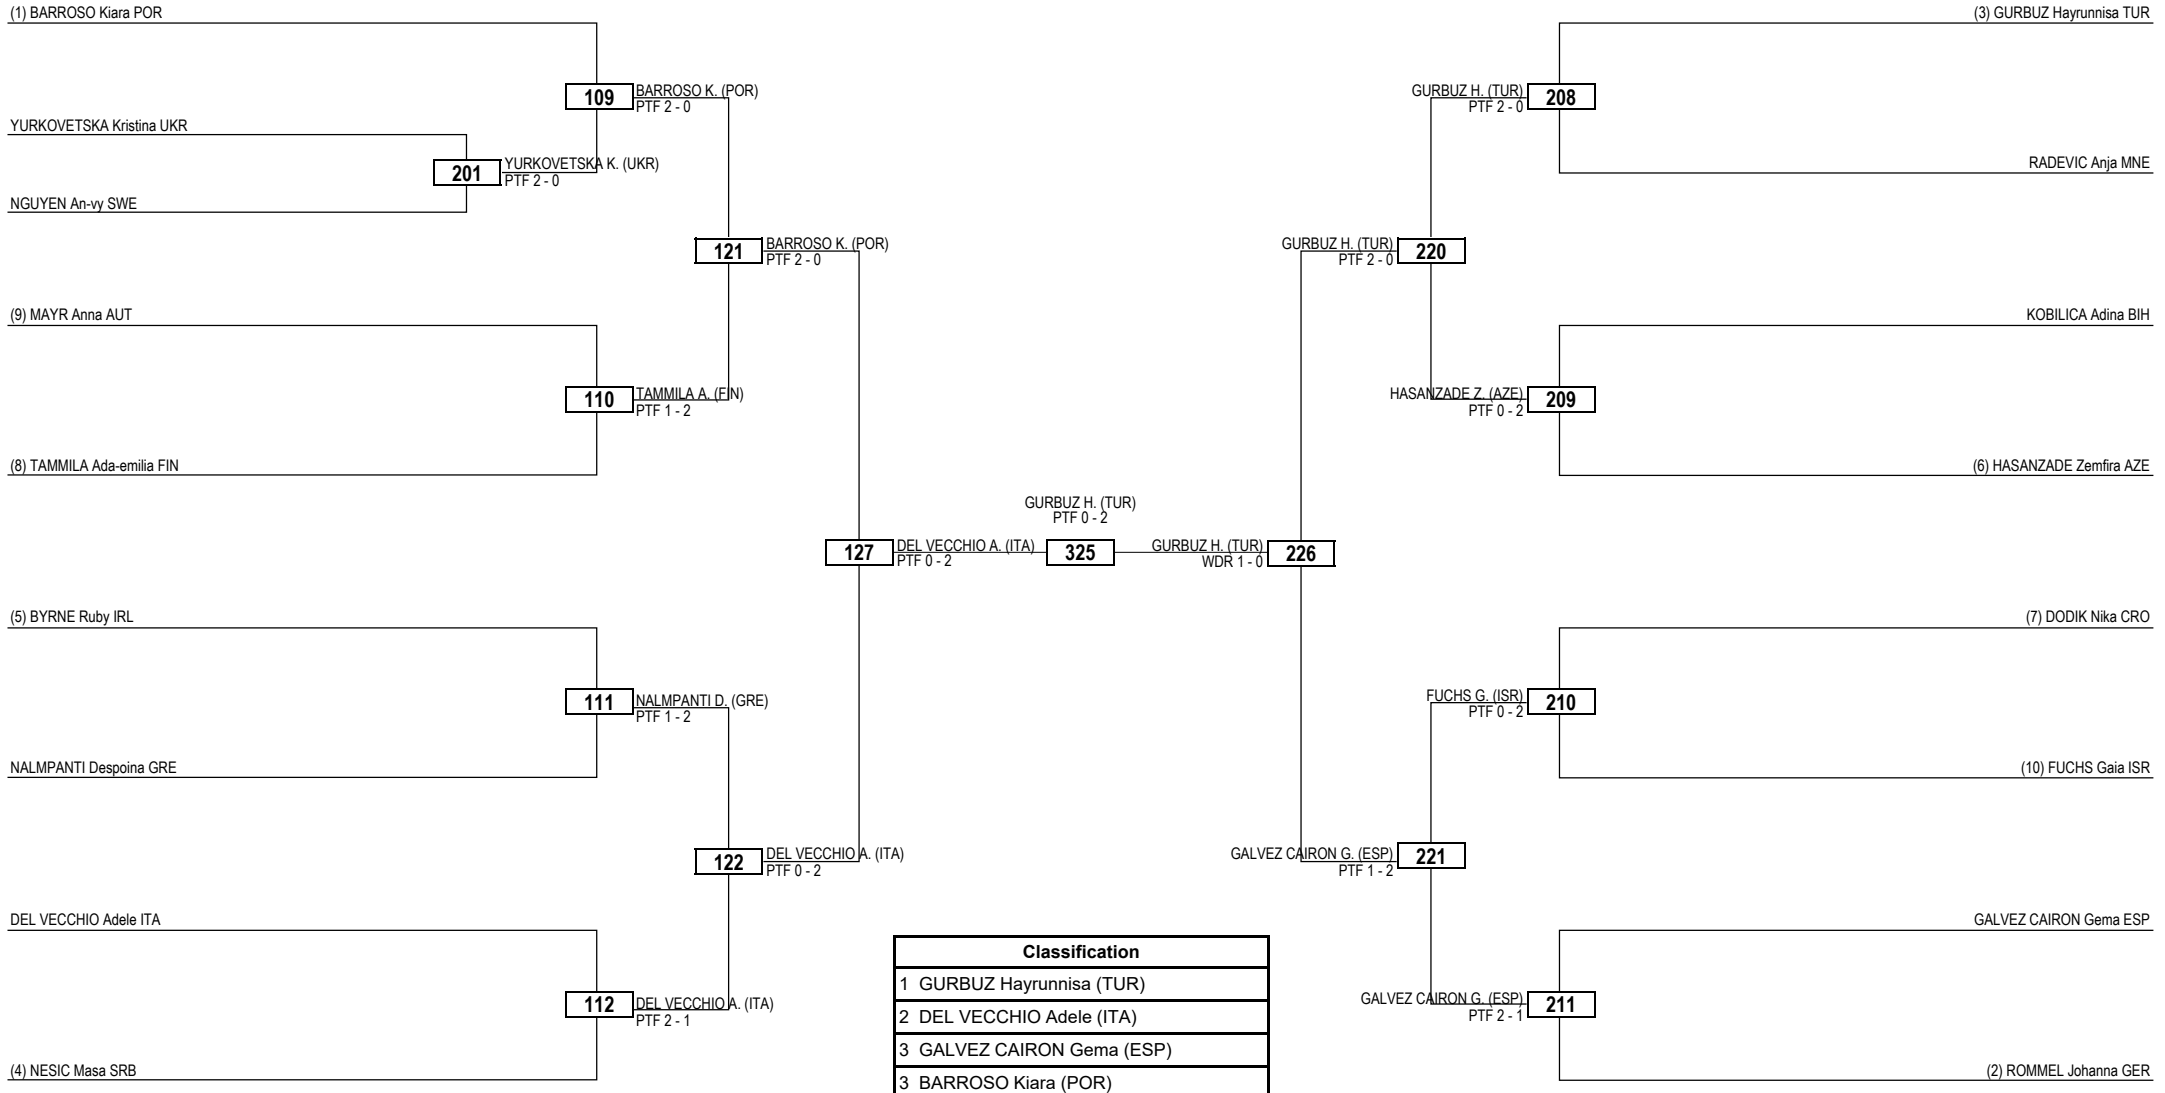 (1) BARROSO Kiara POR
(3) GURBUZ Hayrunnisa TUR
109
BARROSO K. (POR)
PTF 2 - 0
GURBUZ H. (TUR)
PTF 2 - 0
208
YURKOVETSKA Kristina UKR
201
YURKOVETSKA K. (UKR)
PTF 2 - 0
RADEVIC Anja MNE
NGUYEN An-vy SWE
121
BARROSO K. (POR)
PTF 2 - 0
GURBUZ H. (TUR)
PTF 2 - 0
220
(9) MAYR Anna AUT
KOBILICA Adina BIH
110
TAMMILA A. (FIN)
PTF 1 - 2
HASANZADE Z. (AZE)
PTF 0 - 2
209
(8) TAMMILA Ada-emilia FIN
(6) HASANZADE Zemfira AZE
GURBUZ H. (TUR)
PTF 0 - 2
127
DEL VECCHIO A. (ITA)
PTF 0 - 2
325
GURBUZ H. (TUR)
WDR 1 - 0
226
(5) BYRNE Ruby IRL
(7) DODIK Nika CRO
111
NALMPANTI D. (GRE)
PTF 1 - 2
FUCHS G. (ISR)
PTF 0 - 2
210
NALMPANTI Despoina GRE
(10) FUCHS Gaia ISR
122
DEL VECCHIO A. (ITA)
PTF 0 - 2
GALVEZ CAIRON G. (ESP)
PTF 1 - 2
221
DEL VECCHIO Adele ITA
GALVEZ CAIRON Gema ESP
112
DEL VECCHIO A. (ITA)
PTF 2 - 1
GALVEZ CAIRON G. (ESP)
PTF 2 - 1
211
(4) NESIC Masa SRB
(2) ROMMEL Johanna GER
Classification
1 GURBUZ Hayrunnisa (TUR)
2 DEL VECCHIO Adele (ITA)
3 GALVEZ CAIRON Gema (ESP)
3 BARROSO Kiara (POR)